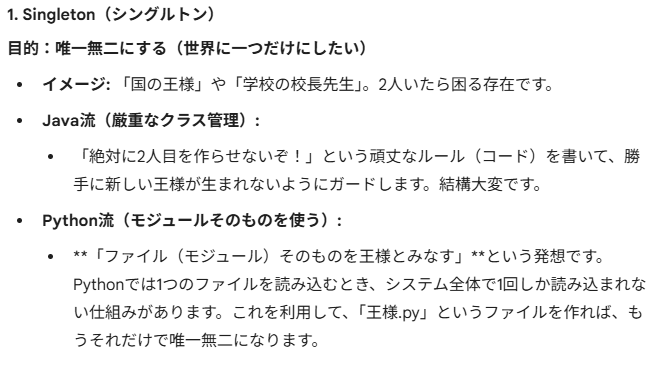 1. Singleton（シングルトン）
目的：唯一無二にする（世界に一つだけにしたい）
• イメージ: 「国の王様」や「学校の校長先生」。2人いたら困る存在です。
• Java流（厳重なクラス管理）:
• 「絶対に2人目を作らせないぞ！」という頑丈なルール（コード）を書いて、勝
手に新しい王様が生まれないようにガードします。結構大変です。
• Python流（モジュールそのものを使う）:
• **「ファイル（モジュール）そのものを王様とみなす」**という発想です。
Pythonでは1つのファイルを読み込むとき、システム全体で1回しか読み込まれな
い仕組みがあります。これを利用して、「王様.py」というファイルを作れば、も
うそれだけで唯一無二になります。